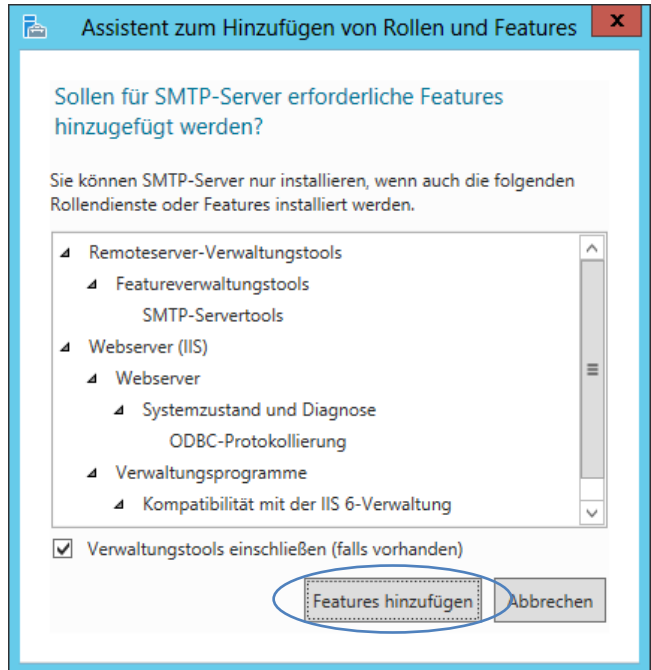 Assistent zum Hinzufügen von Rollen und Features
x
Sollen für SMTP-Server erforderliche Features
hinzugefügt werden?
Sie können SMTP-Server nur installieren, wenn auch die folgenden
Rollendienste oder Features installiert werden.
Remoteserver-Verwaltungstools
Featureverwaltungstools
SMTP-Servertools
Webserver (IIS)
Webserver
Systemzustand und Diagnose
ODBC-Protokollierung
Verwaltungsprogramme
Kompatibilität mit der IIS 6-Verwaltung
Verwaltungstools einschließen (falls vorhanden)
Features hinzufügen
Abbrechen